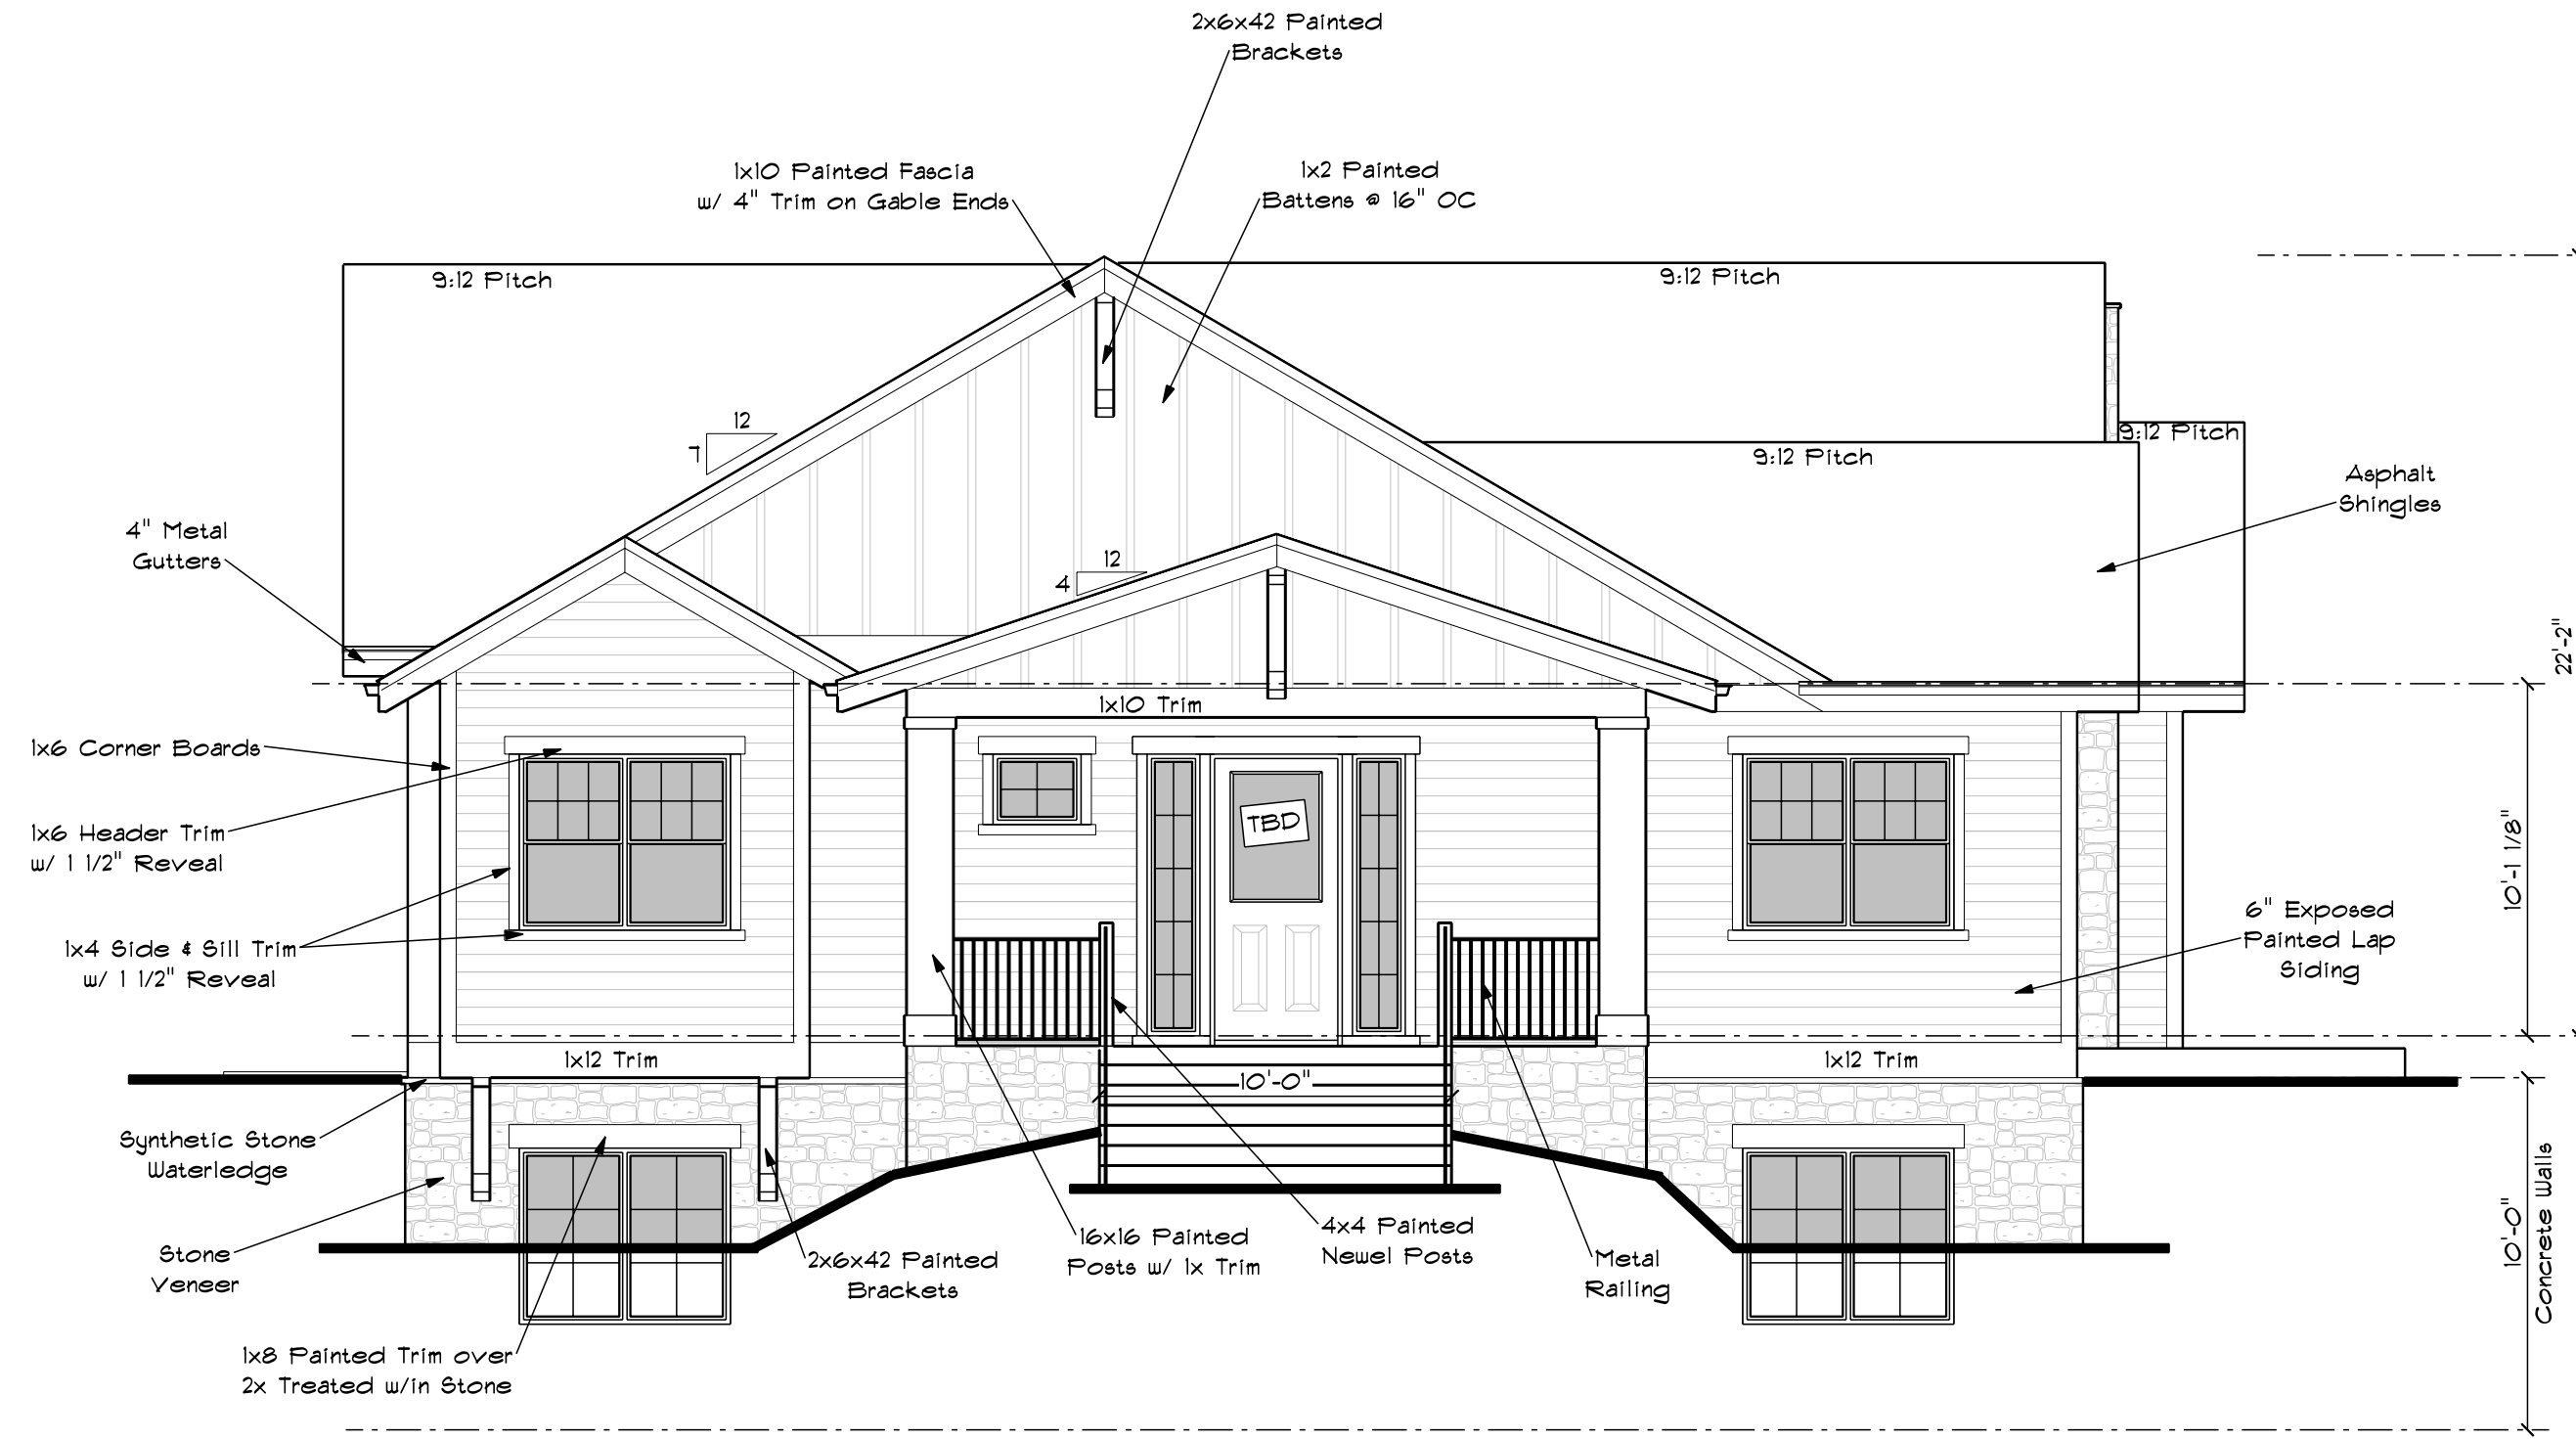 2x6x42 Painted
Brackets
1x10 Painted Fascia
w/ 4" Trim on Gable Ends
1x2 Painted
Battens @ 16" OC
9:12 Pitch
9:12 Pitch
12
7
9:12 Pitch
9:12 Pitch
Asphalt
Shingles
4" Metal
Gutters
12
4
22'-2"
1x10 Trim
1x6 Corner Boards
1x6 Header Trim
w/ 1 1/2" Reveal
TBD
10'-1 1/8"
1x4 Side & Sill Trim
w/ 1 1/2" Reveal
6" Exposed
Painted Lap
Siding
1x12 Trim
1x12 Trim
10'-0"
Synthetic Stone
Waterledge
Stone
Veneer
2x6x42 Painted
Brackets
16x16 Painted
Posts w/ 1x Trim
4x4 Painted
Newel Posts
Metal
Railing
10'-0"
Concrete Walls
1x8 Painted Trim over
2x Treated w/in Stone